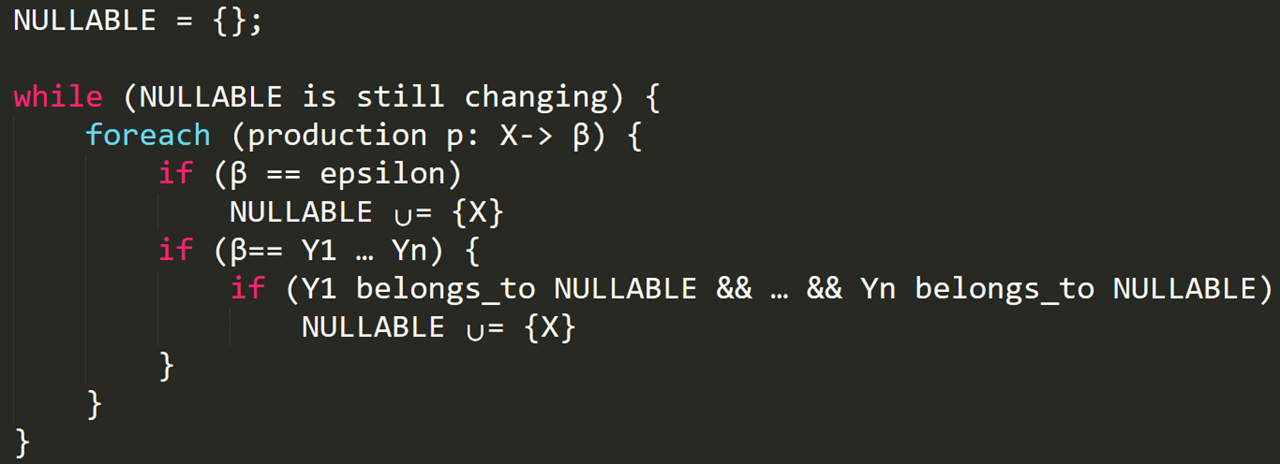 NULLABLE = {};
while (NULLABLE is still changing) {
foreach (production p: X-> β) {
if (β == epsilon)
NULLABLE ∪= {X}
if (β== Y1 … Yn) {
if (Y1 belongs_to NULLABLE && … && Yn belongs_to NULLABLE)
NULLABLE ∪= {X}
}
}
}